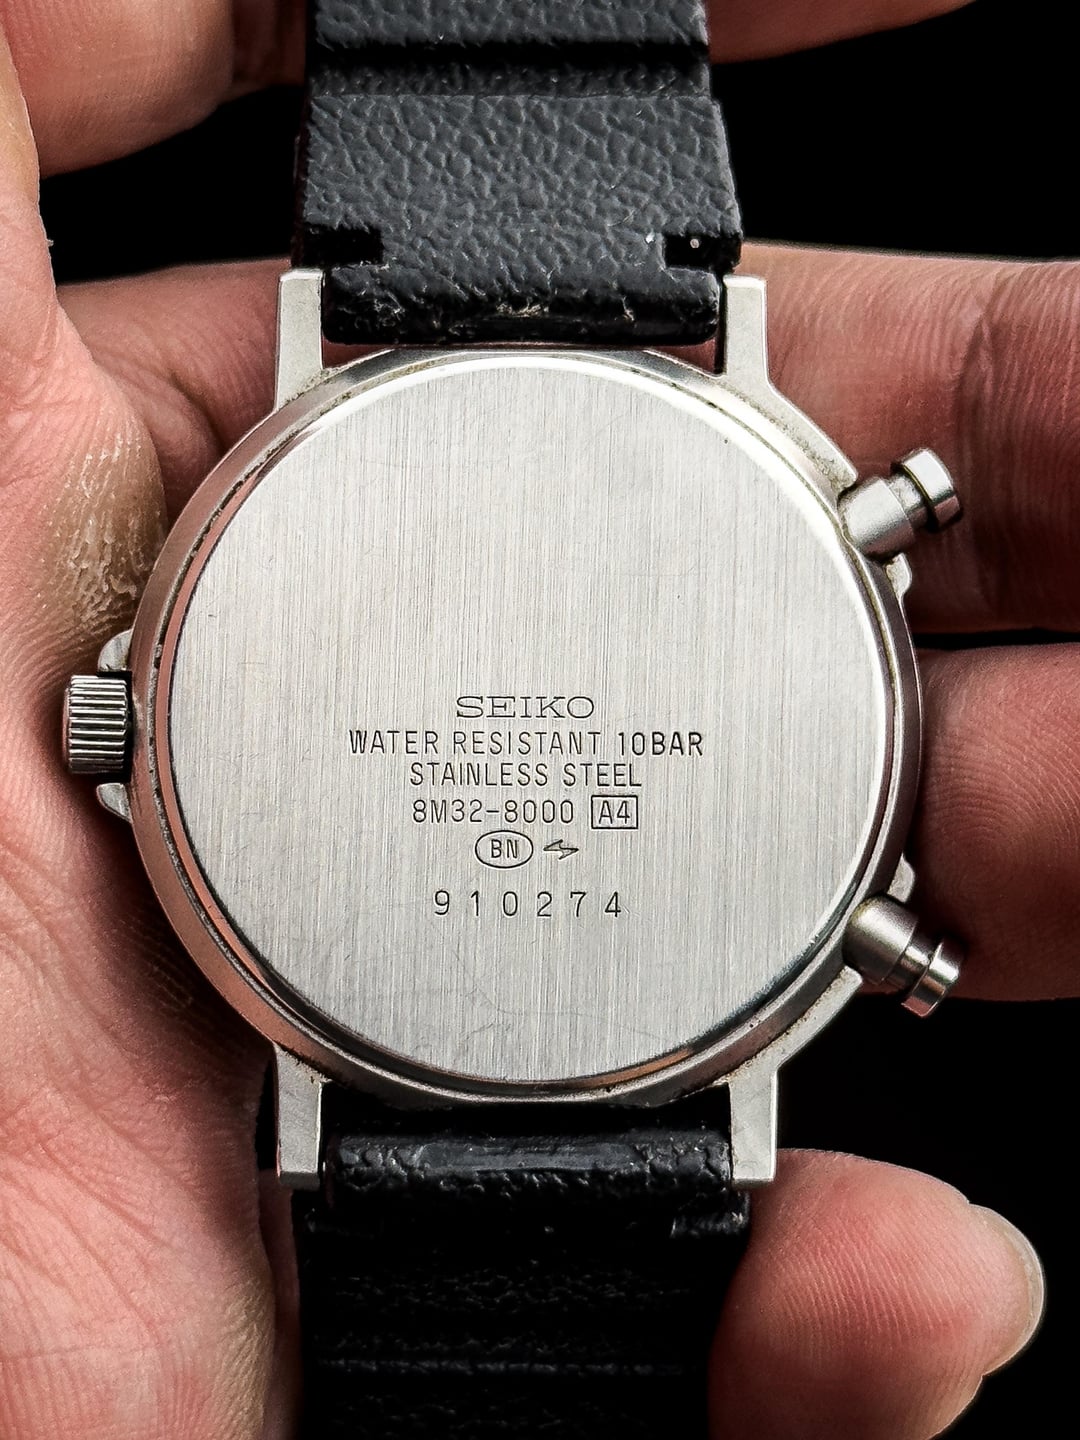 SEIKO
WATER RESISTANT 10BAR
STAINLESS STEEL
8M32-8000 A4
BN
910274